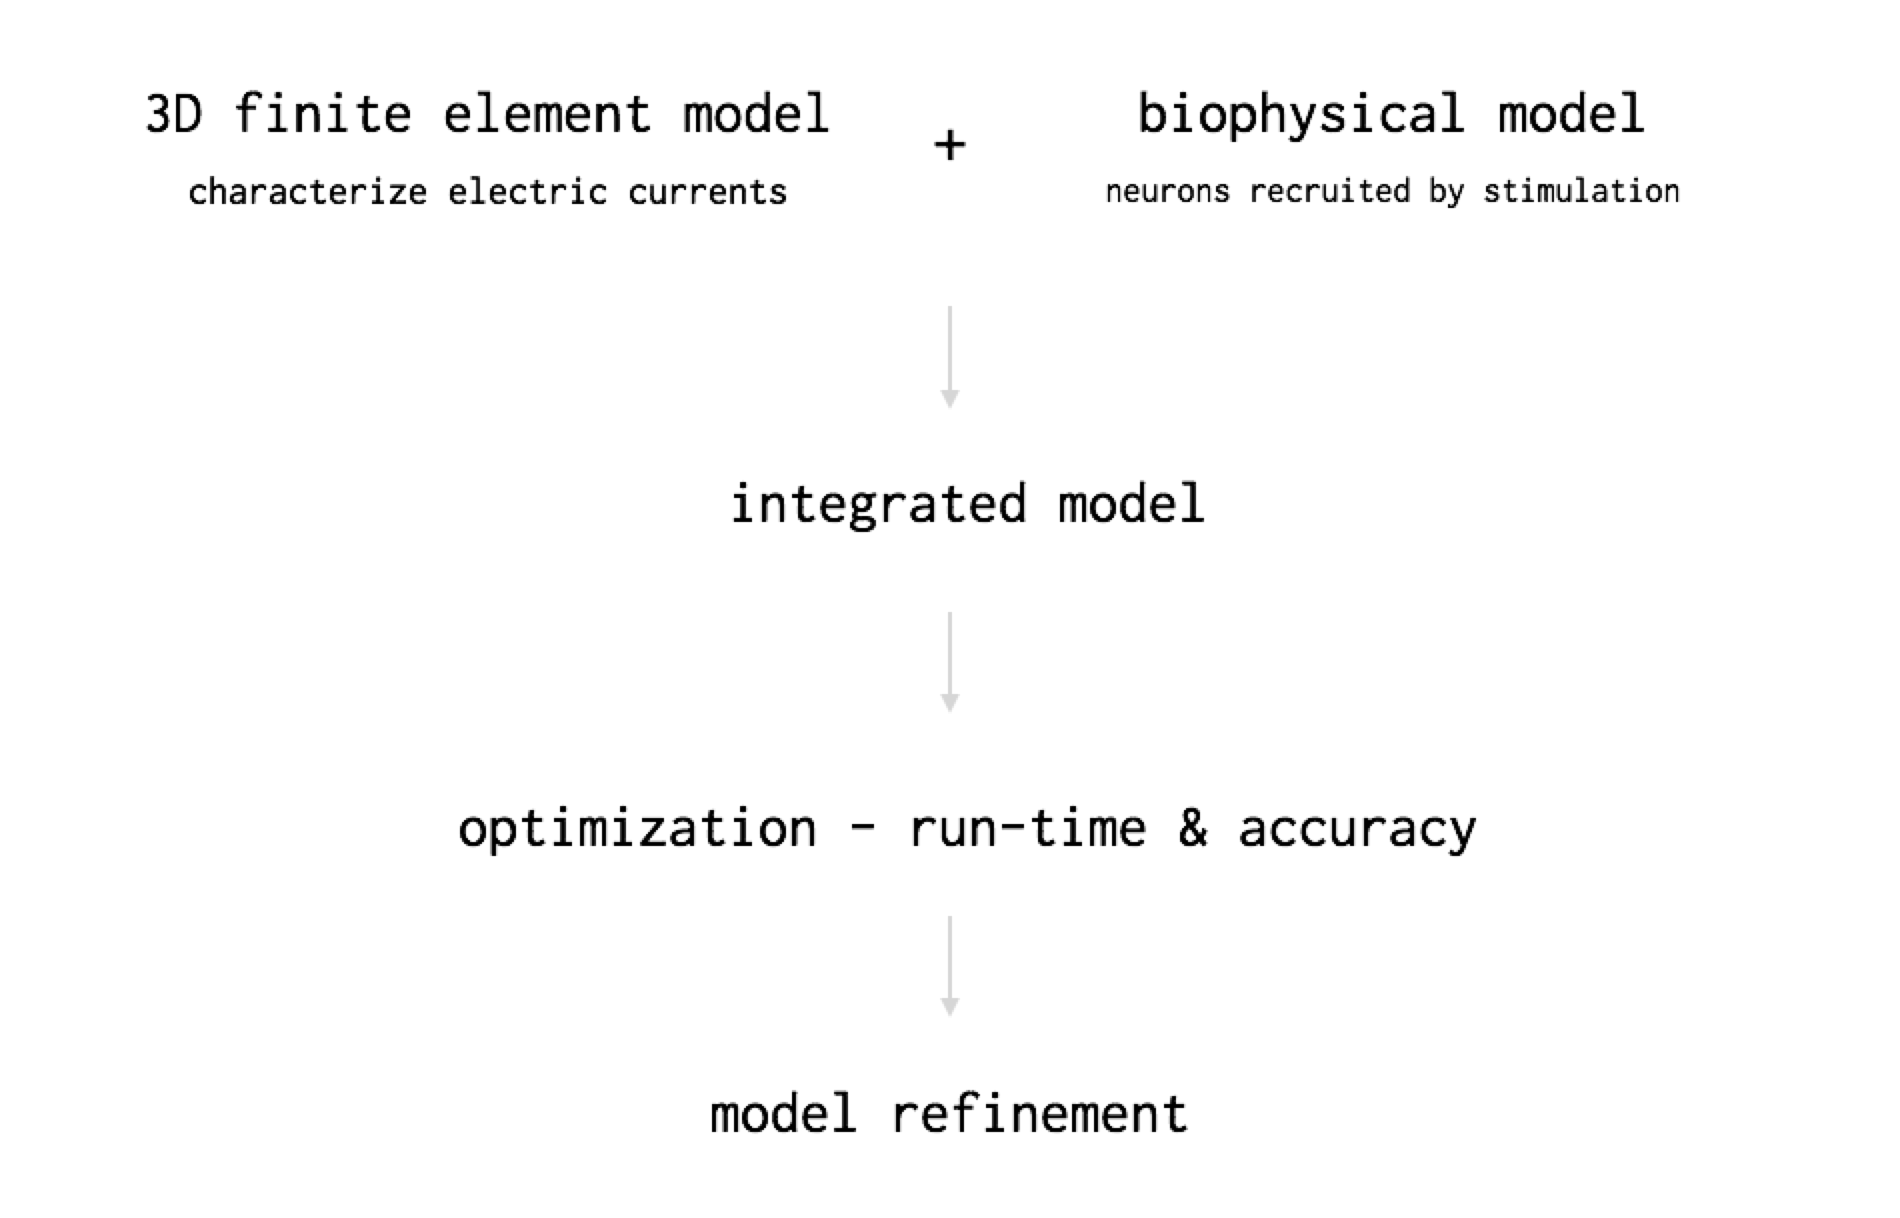 3D finite element model + biophysical model
characterize electric currents
neurons recruited by stimulation
integrated model
optimization - run-time & accuracy
model refinement